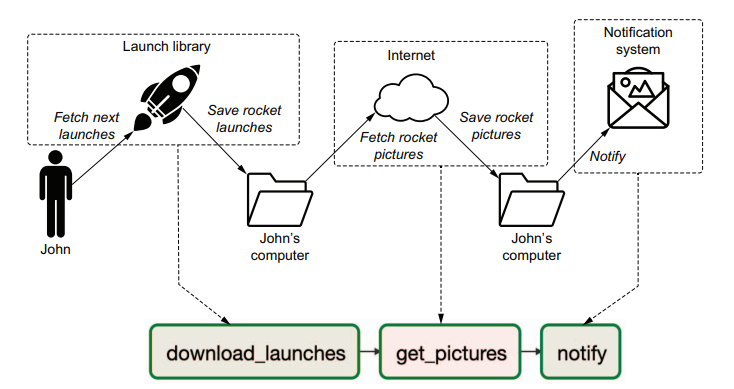 Launch library
Fetch next
launches
Save rocket
launches
John
John's
computer
Internet
Fetch rocket
pictures
Save rocket
pictures
John's
computer
Notification
system
Notify
download_launches
get_pictures
notify